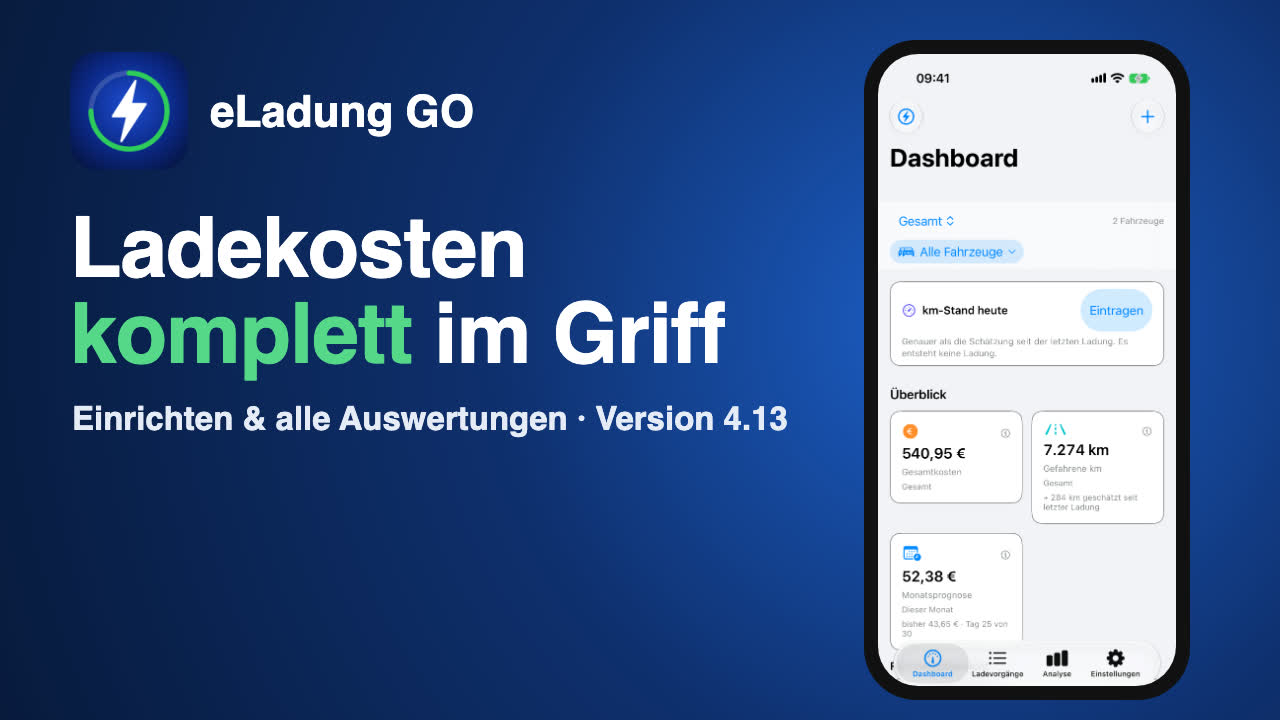 eLadung GO
Ladekosten
komplett im Griff
Einrichten & alle Auswertungen · Version 4.13
09:41
Dashboard
Gesamt
2 Fahrzeuge
Alle Fahrzeuge
km-Stand heute
Eintragen
Genauer als die Schätzung seit der letzten Ladung. Es
entsteht keine Ladung.
Überblick
540,95 €
Gesamtkosten
Gesamt
7.274 km
Gefahrene km
Gesamt
+ 284 km geschätzt seit
letzter Ladung
52,38 €
Monatsprognose
Dieser Monat
bisher 43,65 € · Tag 25 von
30
Dashboard
Ladevorgänge
Analyse
Einstellungen